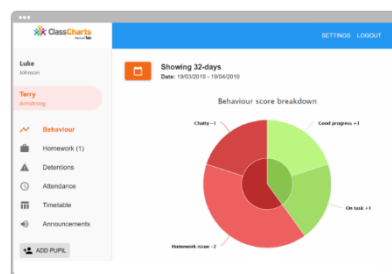 ClassCharts
SETTINGS LOGOUT
Luke
Johnson
Terry
Armstrong
Behaviour
Homework (1)
Detentions
Attendance
Timetable
Announcements
ADD PUPIL
Showing 32-days
Date: 19/03/2019 - 19/04/2019
Behaviour score breakdown
Chatty -1
Good progress +1
On task +1
Homework issue -2